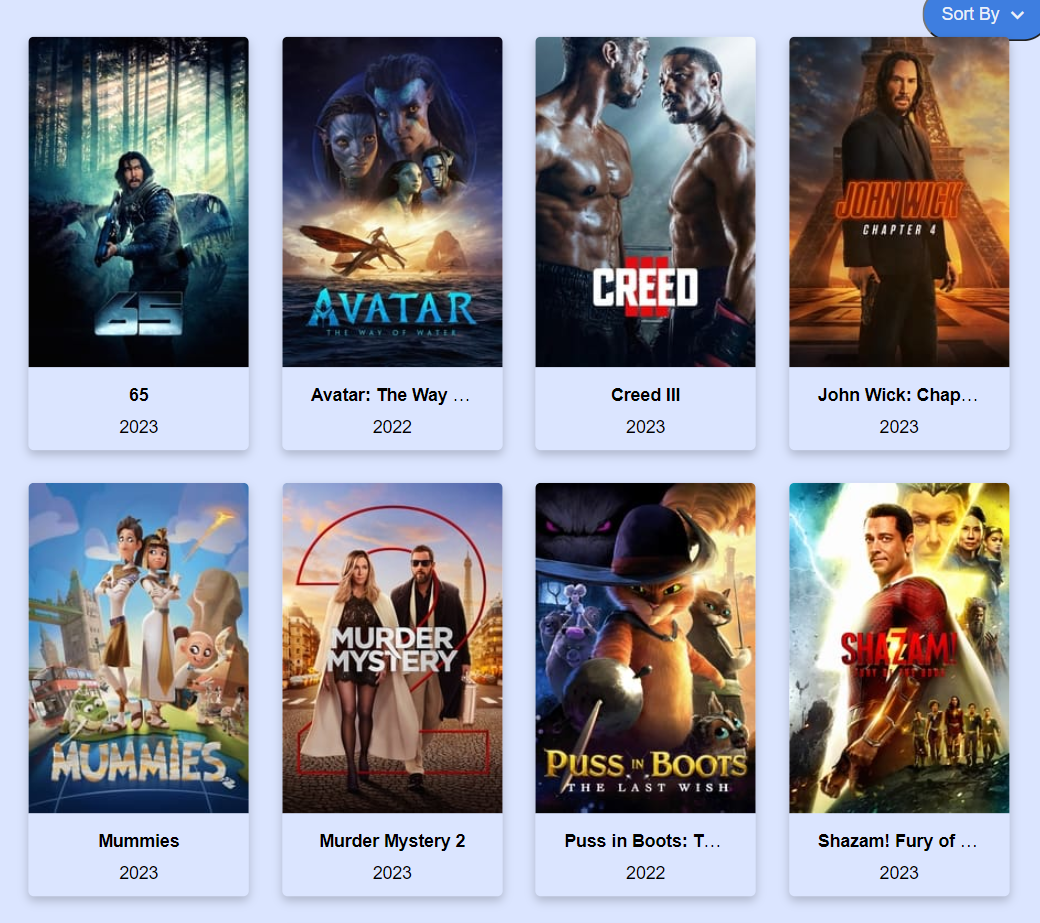 Sort By
65
AVATAR
THE WAY OF WATER
CREED
III
JOHN WICK
CHAPTER 4
65
2023
Avatar: The Way ...
2022
Creed III
2023
John Wick: Chap...
2023
MUMMIES
2
MURDER
MYSTERY
PUSS IN BOOTS
THE LAST WISH
SHAZAM!
FURY OF THE GODS
Mummies
2023
Murder Mystery 2
2023
Puss in Boots: T...
2022
Shazam! Fury of ...
2023